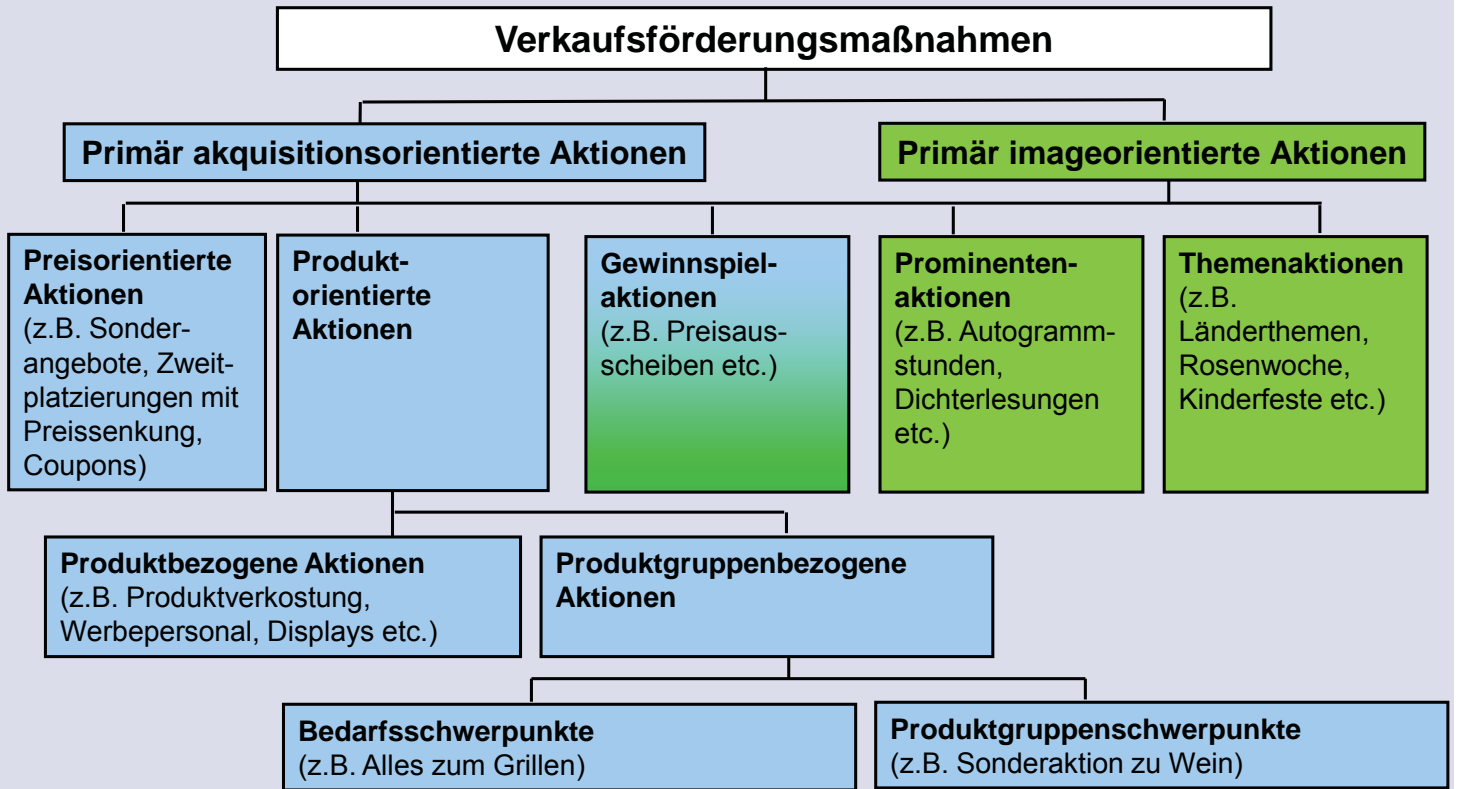 Verkaufsförderungsmaßnahmen
Primär akquisitionsorientierte Aktionen
Primär imageorientierte Aktionen
Preisorientierte
Aktionen
(z.B. Sonder-
angebote, Zweit-
platzierungen mit
Preissenkung,
Coupons)
Produkt-
orientierte
Aktionen
Gewinnspiel-
aktionen
(z.B. Preisaus-
scheiben etc.)
Prominenten-
aktionen
(z.B. Autogramm-
stunden,
Dichterlesungen
etc.)
Themenaktionen
(z.B.
Länderthemen,
Rosenwoche,
Kinderfeste etc.)
Produktbezogene Aktionen
(z.B. Produktverkostung,
Werbepersonal, Displays etc.)
Produktgruppenbezogene
Aktionen
Bedarfsschwerpunkte
(z.B. Alles zum Grillen)
Produktgruppenschwerpunkte
(z.B. Sonderaktion zu Wein)